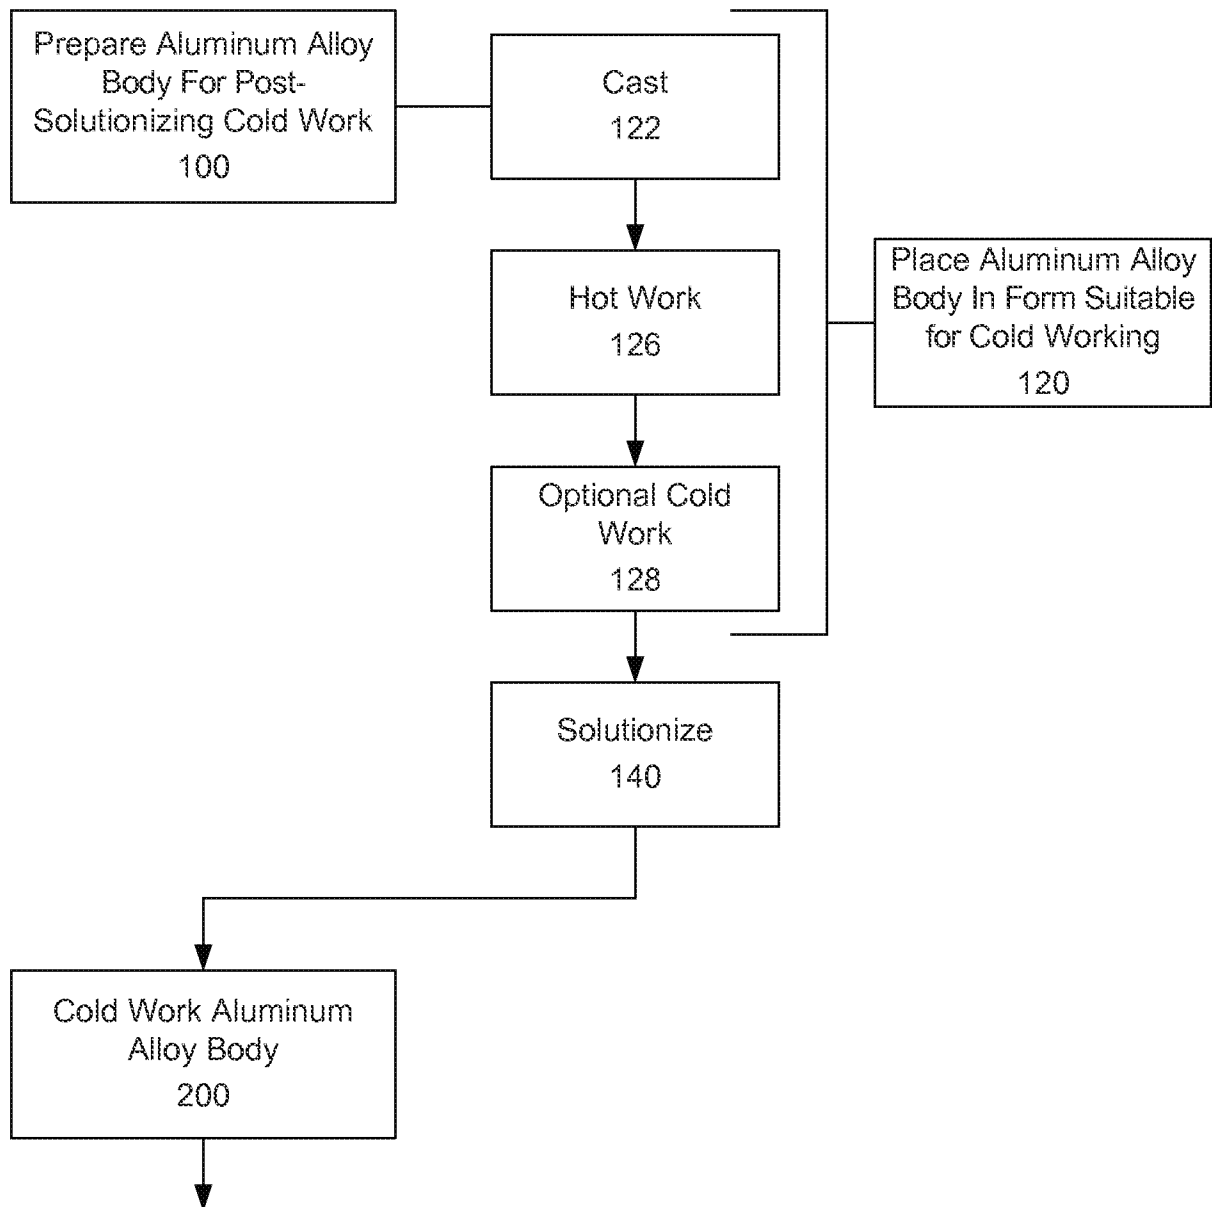 Prepare Aluminum Alloy
Body For Post-
Solutionizing Cold Work
100
Cast
122
Hot Work
126
Place Aluminum Alloy
Body In Form Suitable
for Cold Working
120
Optional Cold
Work
128
Solutionize
140
Cold Work Aluminum
Alloy Body
200